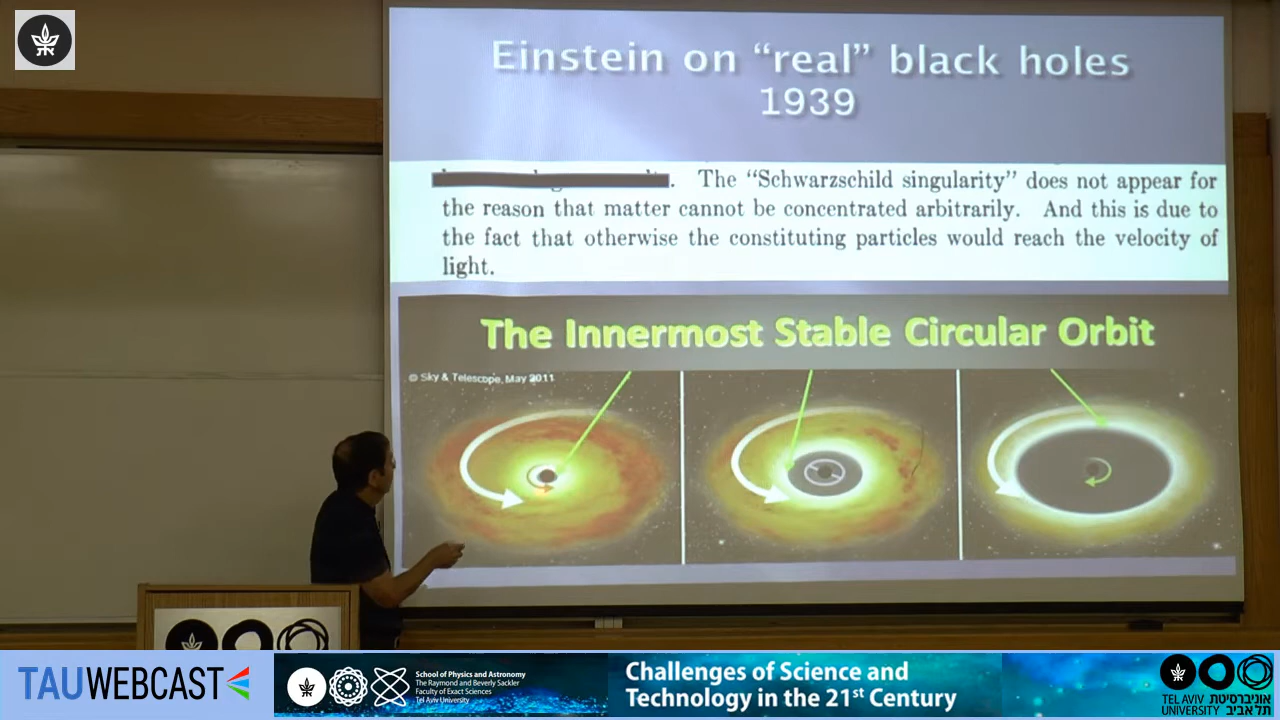 Einstein on “real” black holes
1939
. The “Schwarzschild singularity” does not appear for
the reason that matter cannot be concentrated arbitrarily. And this is due to
the fact that otherwise the constituting particles would reach the velocity of
light.
The Innermost Stable Circular Orbit
© Sky & Telescope, May 2011
TAUWEBCAST
School of Physics and Astronomy
The Raymond and Beverly Sackler
Faculty of Exact Sciences
Tel Aviv University
Challenges of Science and
Technology in the 21st Century
TEL AVIV אוניברסיטת
UNIVERSITY תל אביב